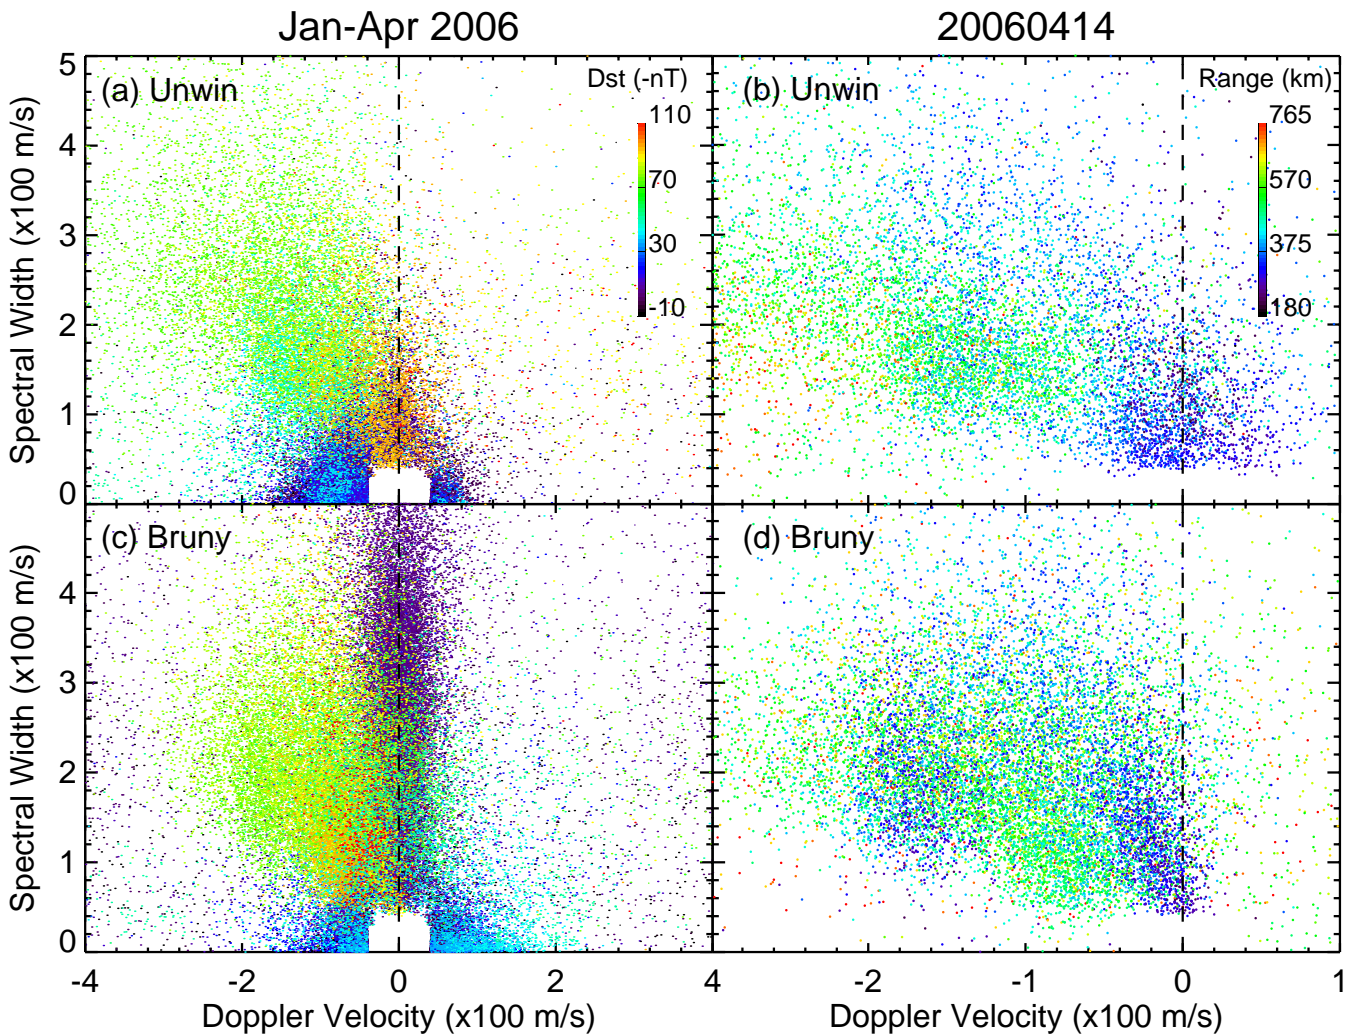 Jan-Apr 2006
20060414
(a) Unwin
Dst (-nT)
110
70
30
-10
(b) Unwin
Range (km)
765
570
375
180
5
4
3
2
1
0
Spectral Width (x100 m/s)
(c) Bruny
(d) Bruny
4
3
2
1
0
Spectral Width (x100 m/s)
-4
-2
0
2
4
-2
-1
0
1
Doppler Velocity (x100 m/s)
Doppler Velocity (x100 m/s)